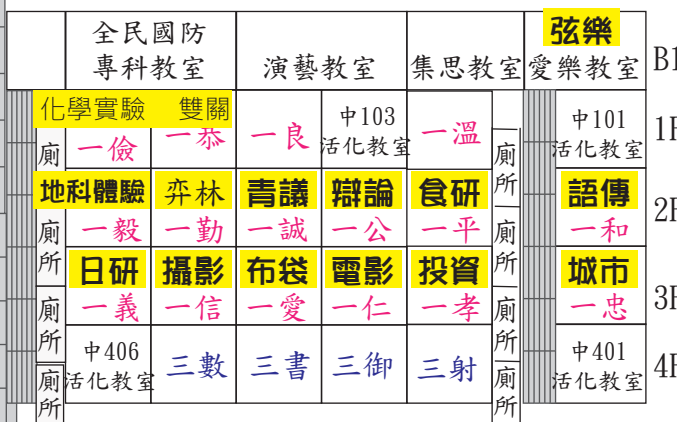 全民國防
專科教室
演藝教室
集思教室
弦樂
愛樂教室
B1
化學實驗 雙關
廁
一儉
一恭
一良
中103
活化教室
一溫
廁所
中101
活化教室
1F
地科體驗
弈林
青議
辯論
食研
語傳
2F
廁所
一毅
一勤
一誠
一公
一平
廁所
一和
日研
攝影
布袋
電影
投資
城市
3F
廁所
一義
一信
一愛
一仁
一孝
廁所
一忠
中406
活化教室
三數
三書
三御
三射
中401
活化教室
4F
廁所
廁所